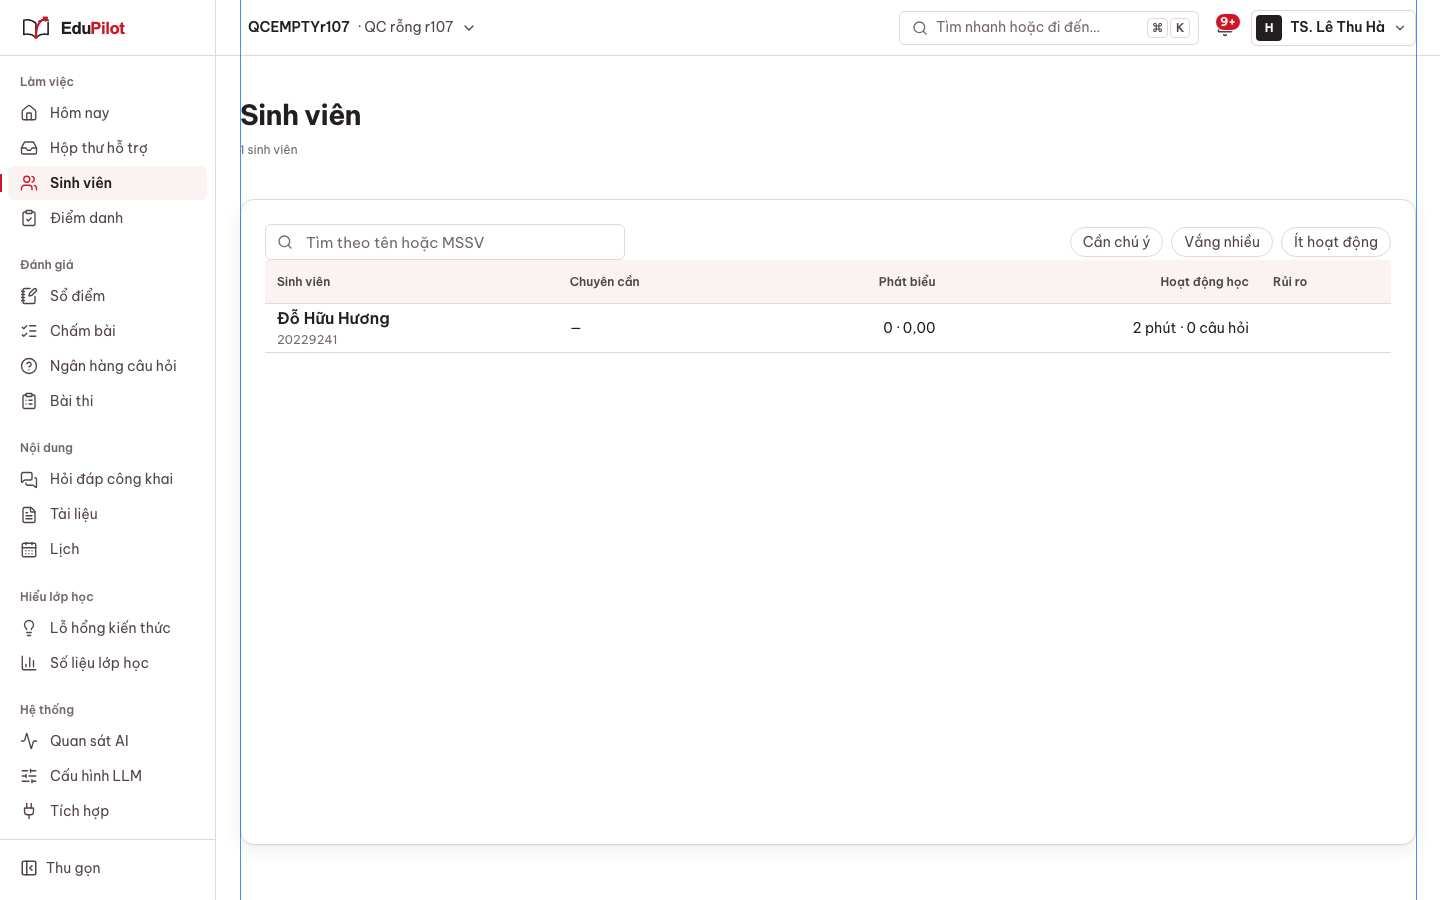 EduPilot
QCEMPTYr107 · QC rỗng r107
Tìm nhanh hoặc đi đến...
⌘ K
9+
H
TS. Lê Thu Hà
Làm việc
Hôm nay
Hộp thư hỗ trợ
Sinh viên
Điểm danh
Đánh giá
Sổ điểm
Chấm bài
Ngân hàng câu hỏi
Bài thi
Nội dung
Hỏi đáp công khai
Tài liệu
Lịch
Hiểu lớp học
Lỗ hổng kiến thức
Số liệu lớp học
Hệ thống
Quan sát AI
Cấu hình LLM
Tích hợp
Thu gọn
Sinh viên
1 sinh viên
Tìm theo tên hoặc MSSV
Cần chú ý
Vắng nhiều
Ít hoạt động
Sinh viên Chuyên cần Phát biểu Hoạt động học Rủi ro
Đỗ Hữu Hương
20229241
– 0 · 0,00 2 phút · 0 câu hỏi